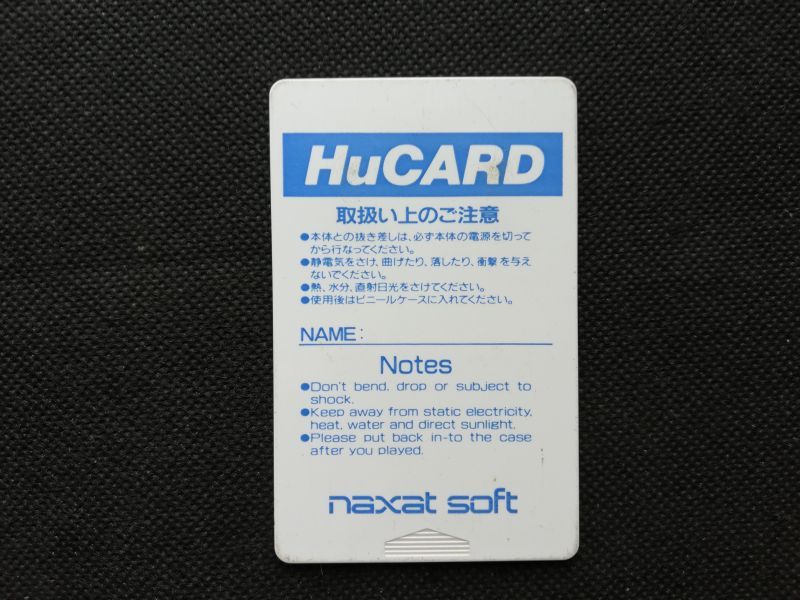 HuCARD
取扱い上のご注意
●本体との抜き差しは、必ず本体の電源を切って
から行なってください。
●静電気をさけ、曲げたり、落したり、衝撃を与え
ないでください。
●熱、水分、直射日光をさけてください。
●使用後はビニールケースに入れてください。
NAME:
Notes
●Don't bend, drop or subject to
shock.
●Keep away from static electricity,
heat, water and direct sunlight.
●Please put back in-to the case
after you played.
naxat soft